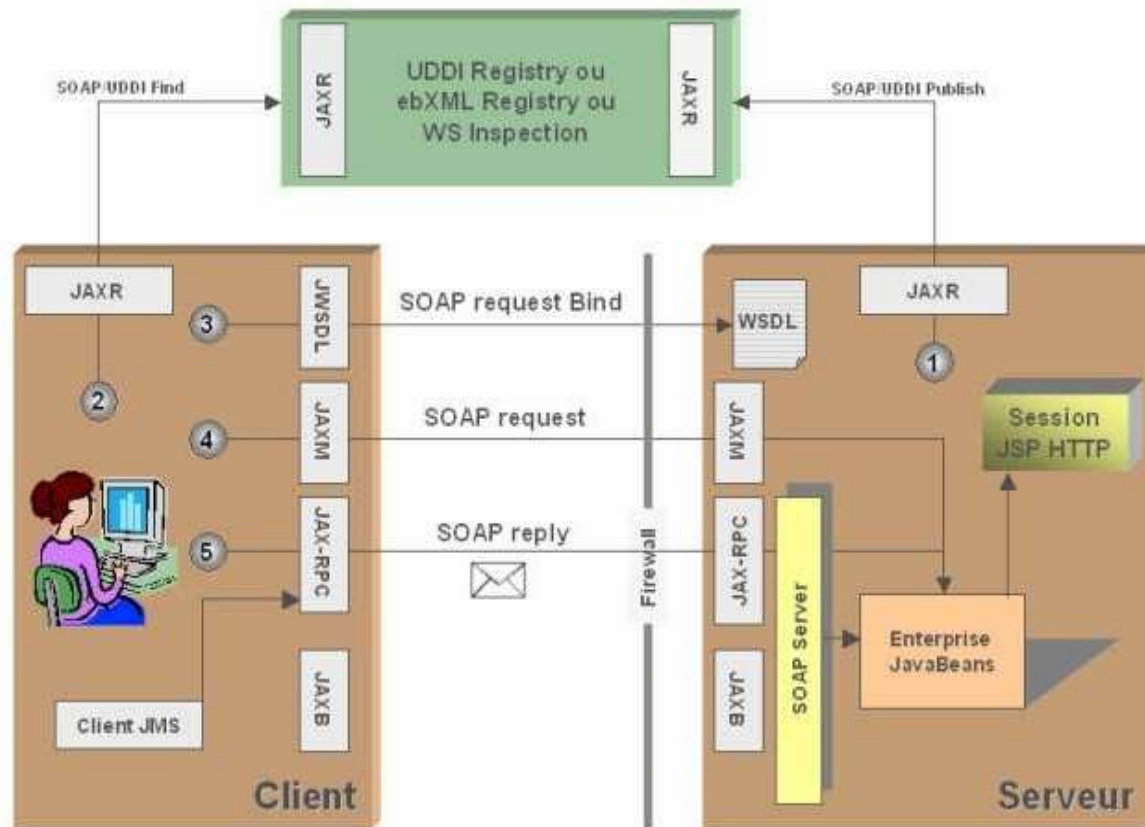 SOAP/UDDI Find
JAXR
UDDI Registry ou
ebXML Registry ou
WS Inspection
JAXR
SOAP/UDDI Publish
JAXR
3
JWSDL
SOAP request Bind
WSDL
JAXR
1
2
4
JAXM
SOAP request
JAXM
Session
JSP HTTP
5
JAX-RPC
SOAP reply
Firewall
JAX-RPC
SOAP Server
Enterprise
JavaBeans
Client JMS
JAXB
JAXB
Client
Serveur